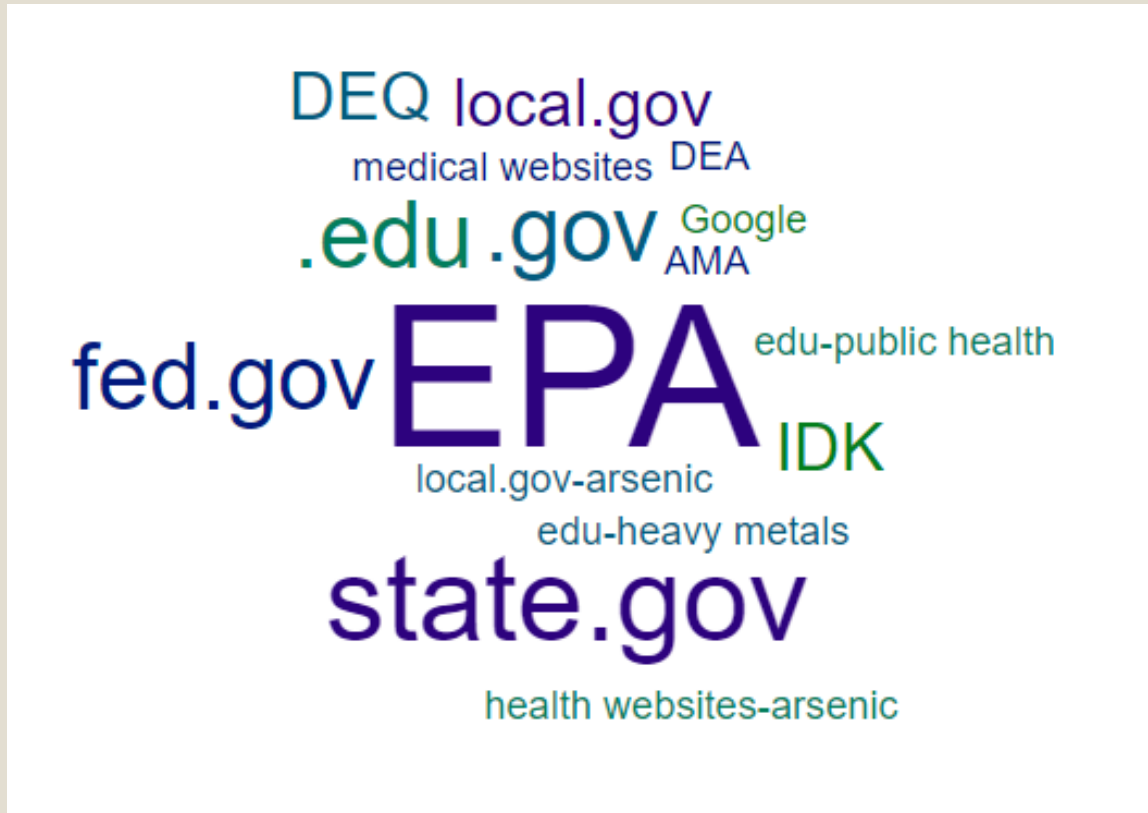 DEQ local.gov
medical websites DEA
.edu .gov Google
AMA
fed.gov EPA edu-public health
IDK
local.gov-arsenic
edu-heavy metals
state.gov
health websites-arsenic